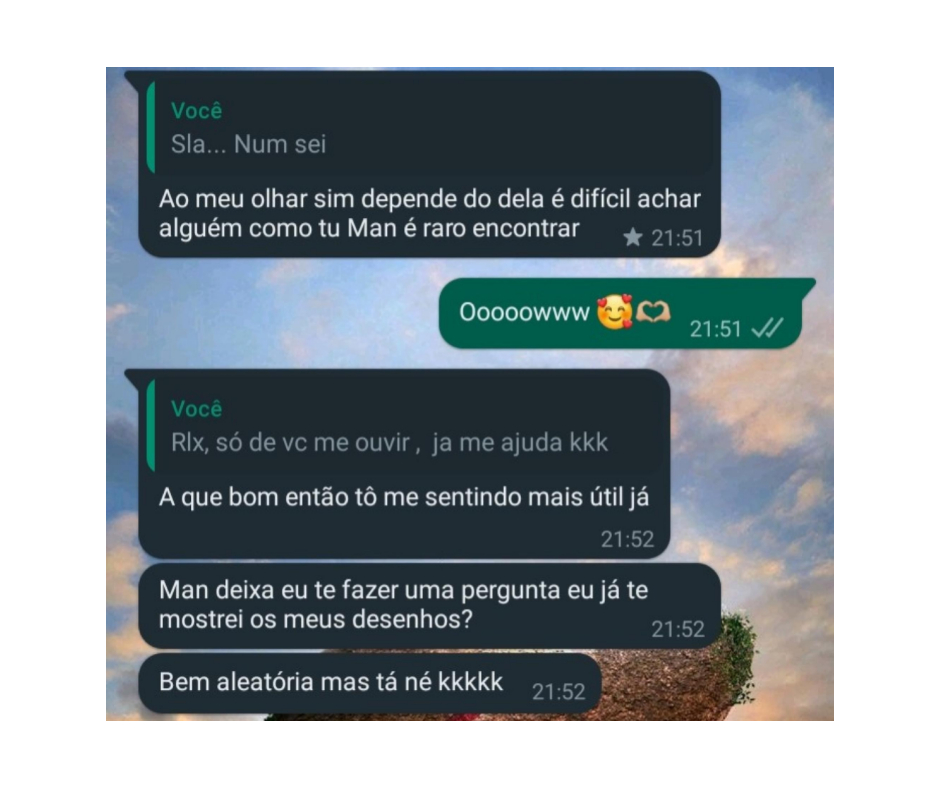 Você
Sla... Num sei
Ao meu olhar sim depende do dela é difícil achar
alguém como tu Man é raro encontrar
21:51
Ooooowww 🥰🫶
21:51
Você
Rlx, só de vc me ouvir , ja me ajuda kkk
A que bom então tô me sentindo mais útil já
21:52
Man deixa eu te fazer uma pergunta eu já te
mostrei os meus desenhos?
21:52
Bem aleatória mas tá né kkkkk
21:52